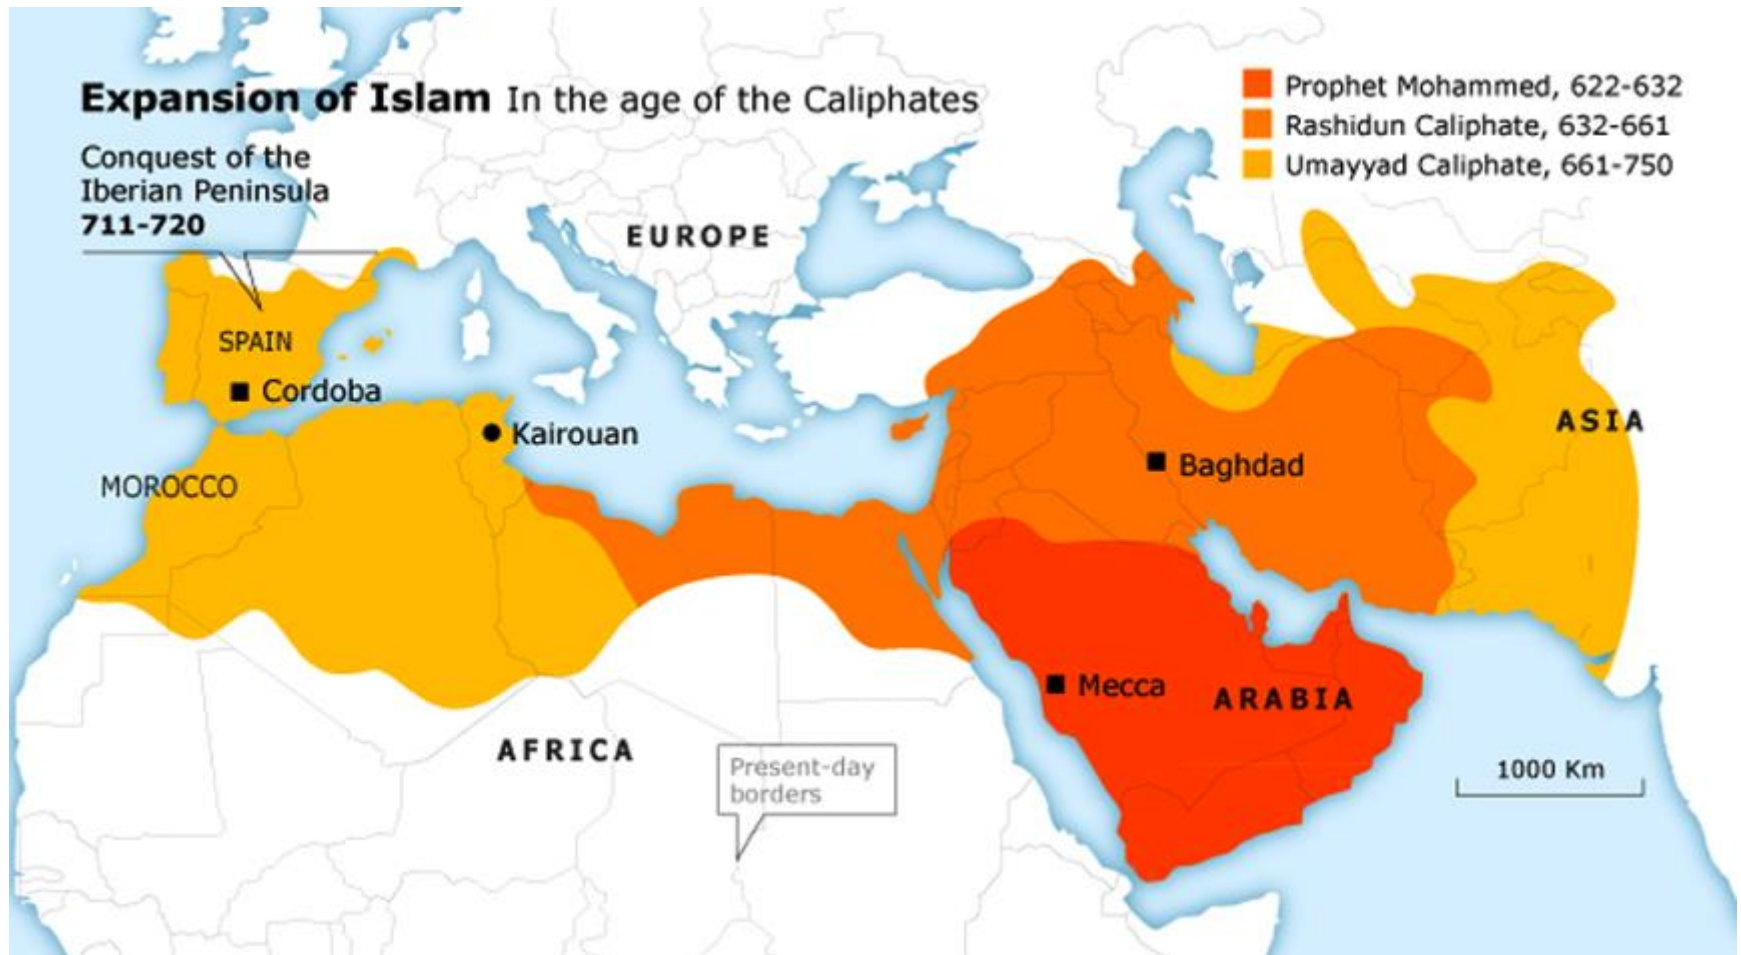 Expansion of Islam In the age of the Caliphates
Conquest of the
Iberian Peninsula
711-720
Prophet Mohammed, 622-632
Rashidun Caliphate, 632-661
Umayyad Caliphate, 661-750
EUROPE
SPAIN
Cordoba
Kairouan
MOROCCO
ASIA
Baghdad
Mecca
ARABIA
AFRICA
Present-day
borders
1000 Km